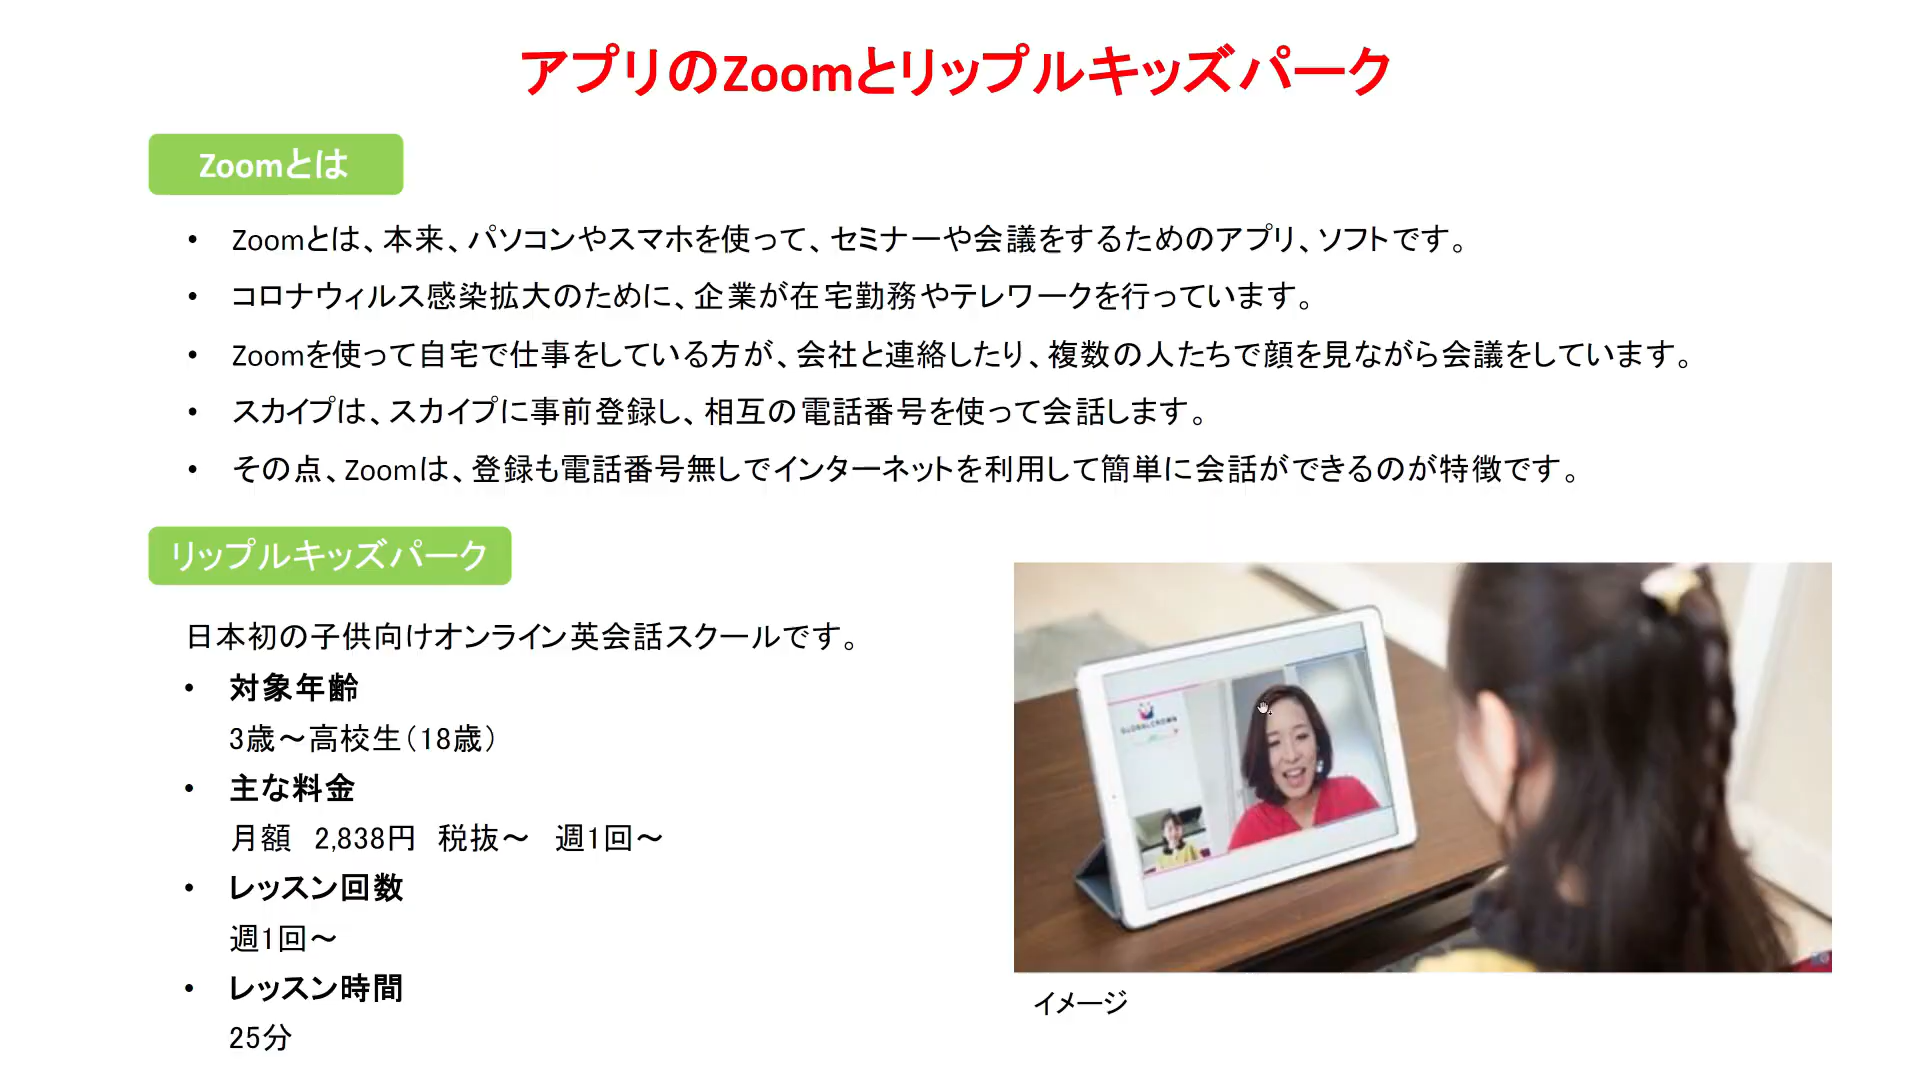 アプリのZoomとリップルキッズパーク
Zoomとは
• Zoomとは、本来、パソコンやスマホを使って、セミナーや会議をするためのアプリ、ソフトです。
• コロナウィルス感染拡大のために、企業が在宅勤務やテレワークを行っています。
• Zoomを使って自宅で仕事をしている方が、会社と連絡したり、複数の人たちで顔を見ながら会議をしています。
• スカイプは、スカイプに事前登録し、相互の電話番号を使って会話します。
• その点、Zoomは、登録も電話番号無しでインターネットを利用して簡単に会話ができるのが特徴です。
リップルキッズパーク
日本初の子供向けオンライン英会話スクールです。
• 対象年齢
3歳～高校生（18歳）
• 主な料金
月額　2,838円　税抜～　週1回～
• レッスン回数
週1回～
• レッスン時間
25分
GLOBALCROWN
イメージ